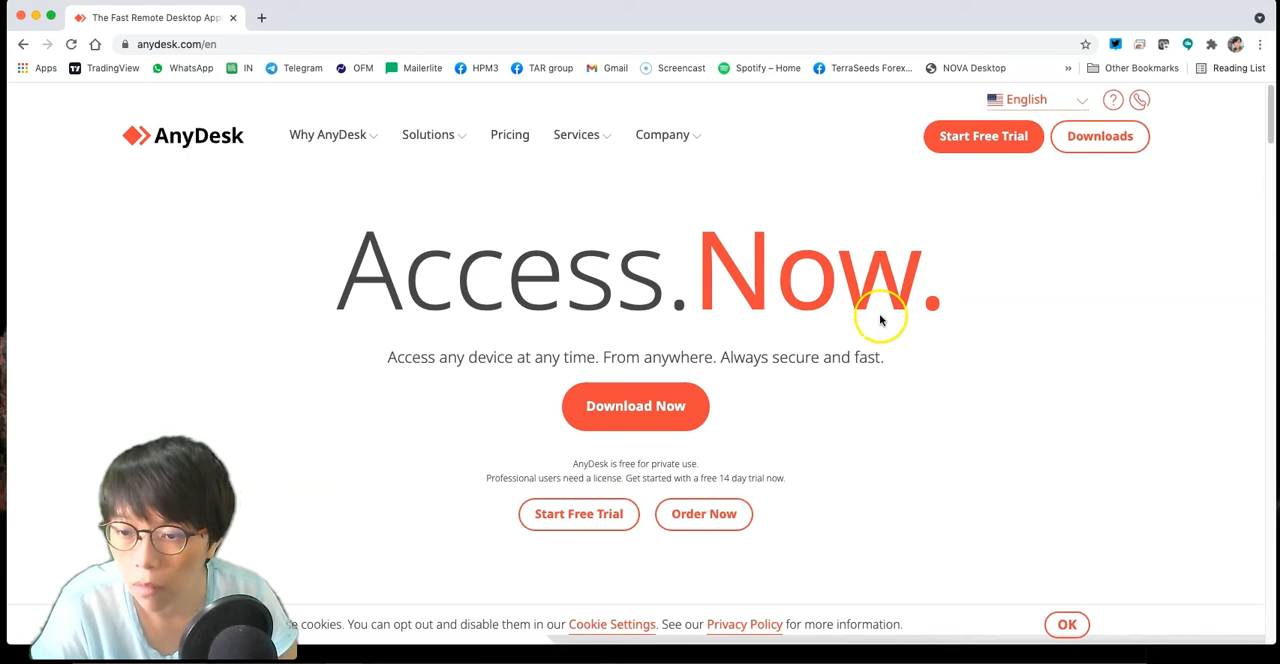 The Fast Remote Desktop App
anydesk.com/en
Apps TradingView WhatsApp IN Telegram OFM Mailerlite HPM3 TAR group Gmail Screencast Spotify – Home TerraSeeds Forex... NOVA Desktop » Other Bookmarks Reading List
English
AnyDesk Why AnyDesk Solutions Pricing Services Company Start Free Trial Downloads
Access.Now.
Access any device at any time. From anywhere. Always secure and fast.
Download Now
AnyDesk is free for private use.
Professional users need a license. Get started with a free 14 day trial now.
Start Free Trial Order Now
cookies. You can opt out and disable them in our Cookie Settings. See our Privacy Policy for more information. OK